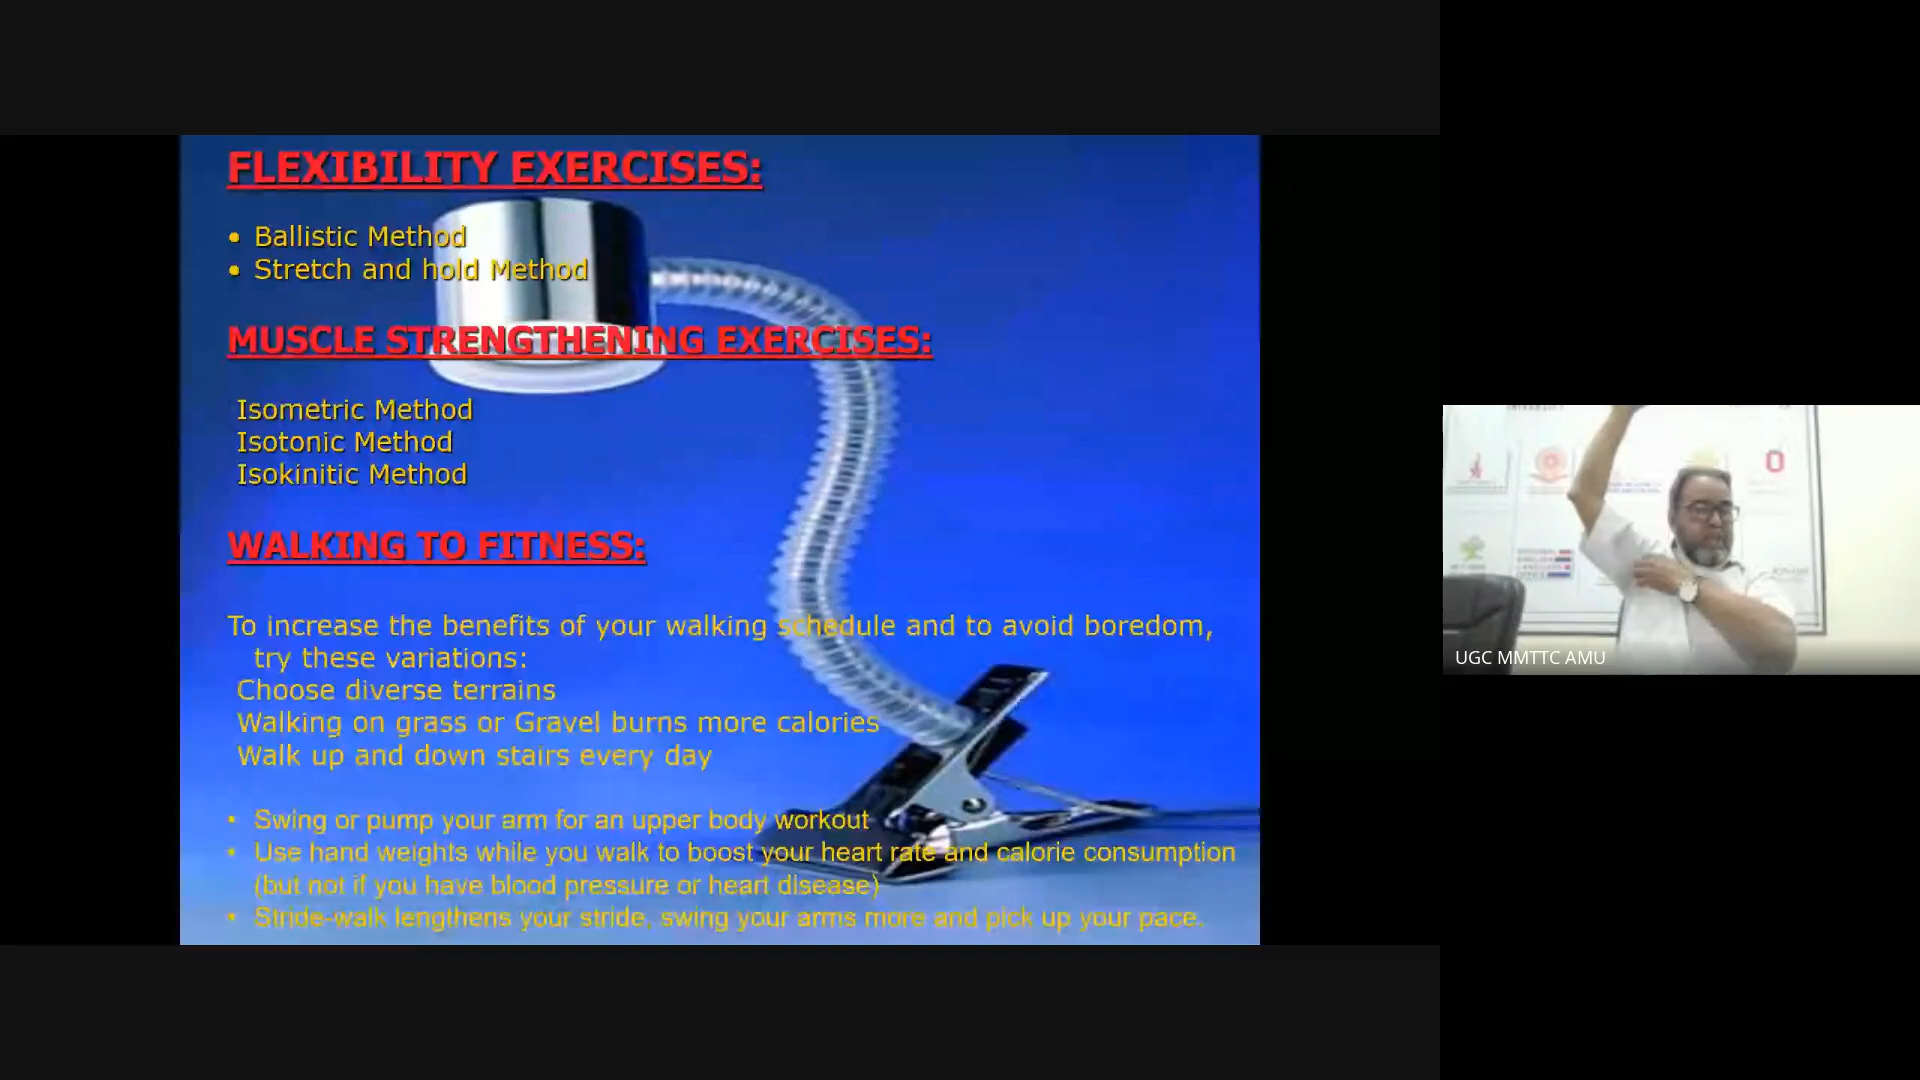 FLEXIBILITY EXERCISES:
• Ballistic Method
• Stretch and hold Method
MUSCLE STRENGTHENING EXERCISES:
Isometric Method
Isotonic Method
Isokinitic Method
WALKING TO FITNESS:
To increase the benefits of your walking schedule and to avoid boredom,
try these variations:
Choose diverse terrains
Walking on grass or Gravel burns more calories
Walk up and down stairs every day
• Swing or pump your arm for an upper body workout
• Use hand weights while you walk to boost your heart rate and calorie consumption
(but not if you have blood pressure or heart disease)
• Stride-walk lengthens your stride, swing your arms more and pick up your pace.
UGC MMTTC AMU